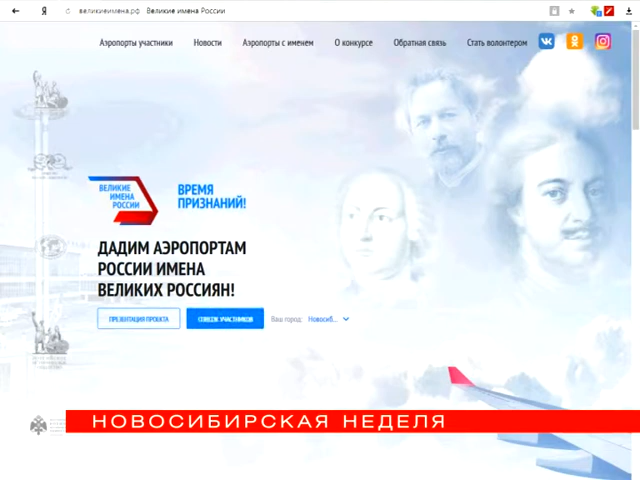 великиеимена.рф Великие имена России
Аэропорты участники Новости Аэропорты с именем О конкурсе Обратная связь Стать волонтером
ВЕЛИКИЕ
ИМЕНА
РОССИИ
ВРЕМЯ
ПРИЗНАНИЙ!
ДАДИМ АЭРОПОРТАМ
РОССИИ ИМЕНА
ВЕЛИКИХ РОССИЯН!
ПРЕЗЕНТАЦИЯ ПРОЕКТА СПИСОК УЧАСТНИКОВ Ваш город: Новосиб...
НОВОСИБИРСКАЯ НЕДЕЛЯ